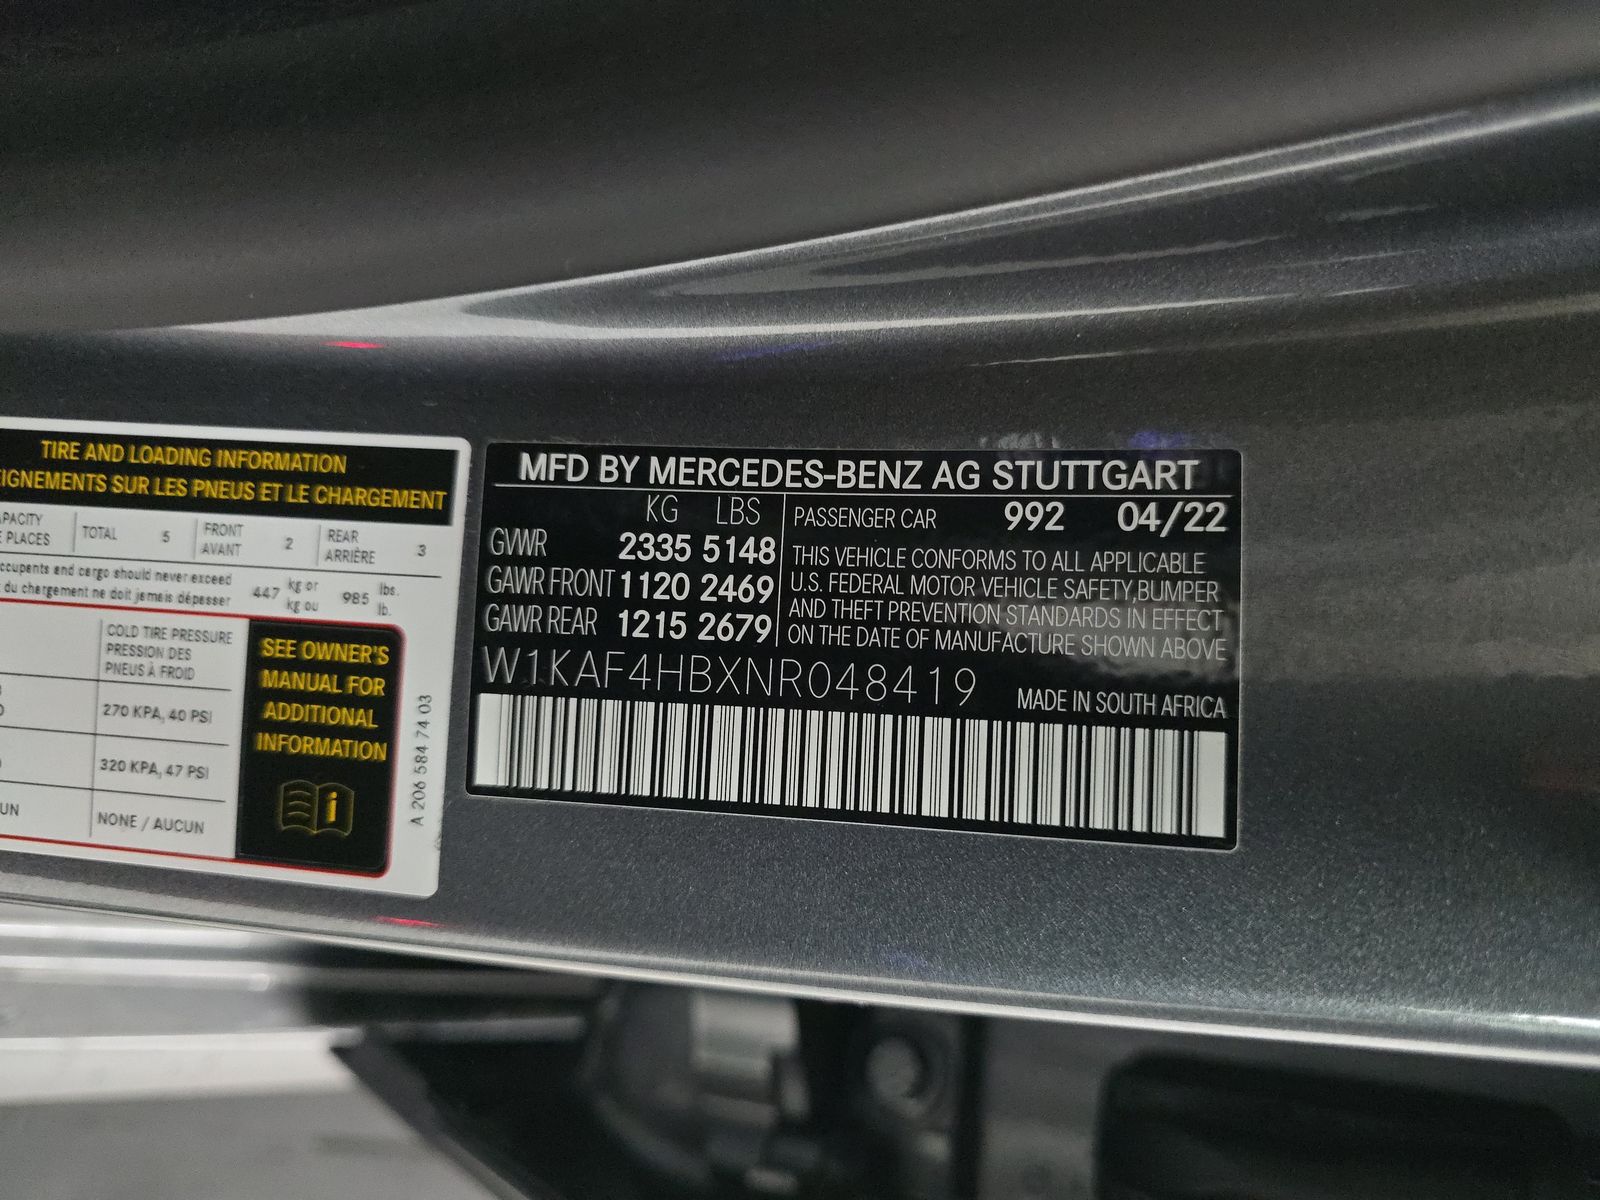 TIRE AND LOADING INFORMATION
EIGNEMENTS SUR LES PNEUS ET LE CHARGEMENT
APACITY TOTAL 5 FRONT 2 REAR 3
E PLACES AVANT ARRIÈRE
ccupents and cargo should never exceed 447 kg or 985 lbs.
du chargement ne doit jamais dépasser kg ou lb.
COLD TIRE PRESSURE
PRESSION DES
PNEUS À FROID
270 KPA, 40 PSI
320 KPA, 47 PSI
UN NONE / AUCUN
SEE OWNER'S
MANUAL FOR
ADDITIONAL
INFORMATION
A 206 584 74 03
MFD BY MERCEDES-BENZ AG STUTTGART
KG LBS
GVWR 2335 5148
GAWR FRONT 1120 2469
GAWR REAR 1215 2679
PASSENGER CAR 992 04/22
THIS VEHICLE CONFORMS TO ALL APPLICABLE
U.S. FEDERAL MOTOR VEHICLE SAFETY,BUMPER
AND THEFT PREVENTION STANDARDS IN EFFECT
ON THE DATE OF MANUFACTURE SHOWN ABOVE
W1KAF4HBXNR048419
MADE IN SOUTH AFRICA